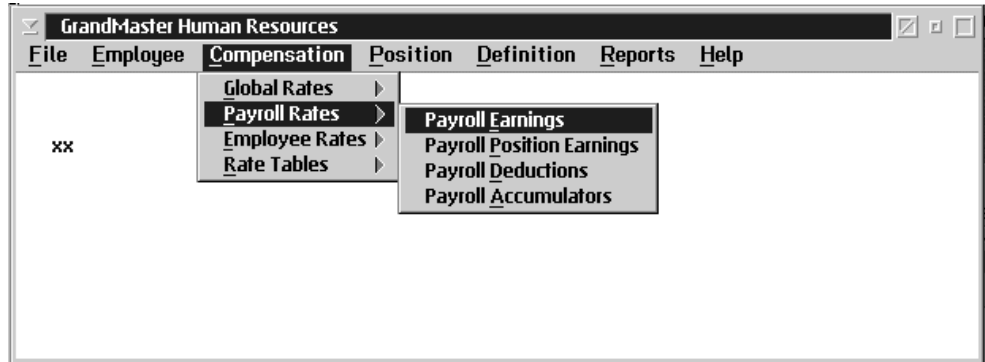 GrandMaster Human Resources
File Employee Compensation Position Definition Reports Help
Global Rates
Payroll Rates
Employee Rates
Rate Tables
Payroll Earnings
Payroll Position Earnings
Payroll Deductions
Payroll Accumulators
xx